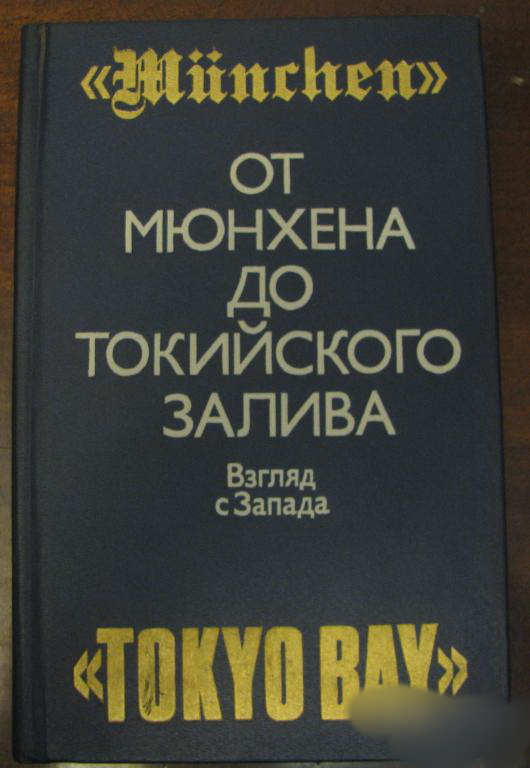 «München»
ОТ
МЮНХЕНА
ДО
ТОКИЙСКОГО
ЗАЛИВА
Взгляд
с Запада
«TOKYO BAY»